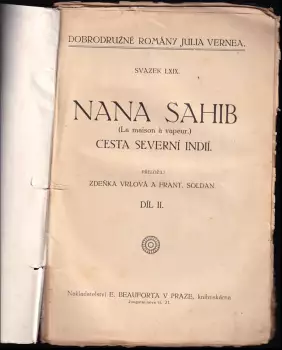 DOBRODRUŽNÉ ROMÁNY JULIA VERNEA.
SVAZEK LXIX.
NANA SAHIB
(La maison à vapeur.)
CESTA SEVERNÍ INDIÍ.
PŘELOŽILI
ZDEŇKA VRLOVÁ A FRANT. SOLDAN
DÍL II.
Nakladatelství E. BEAUFORTA V PRAZE, knihtiskárna